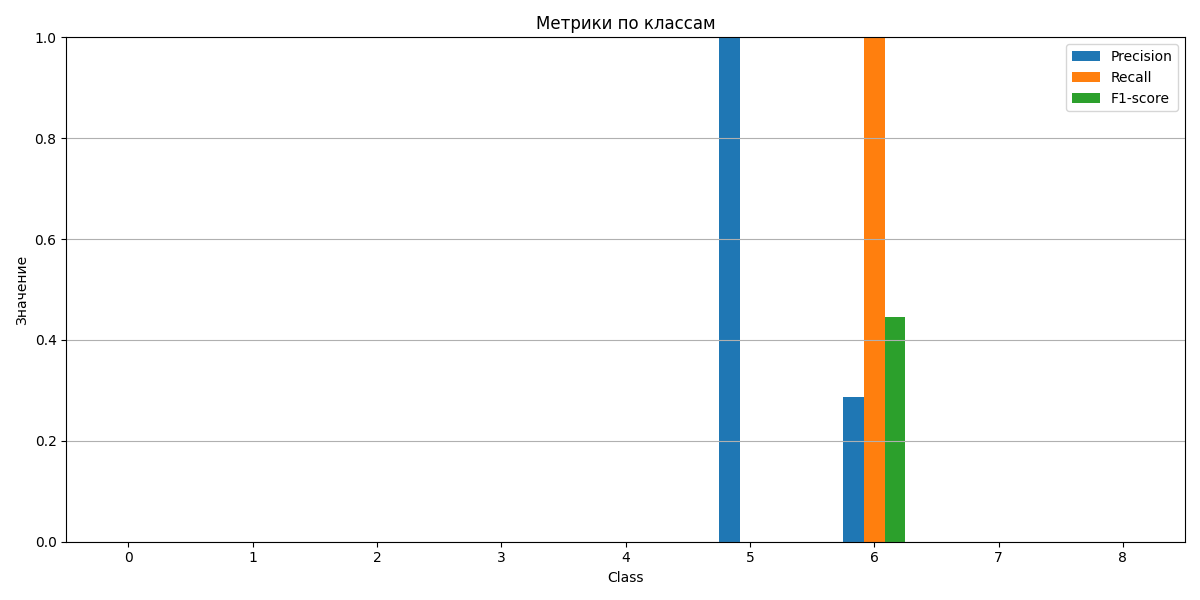 Метрики по классам
Precision
Recall
F1-score
Значение
1.0
0.8
0.6
0.4
0.2
0.0
0 1 2 3 4 5 6 7 8
Class